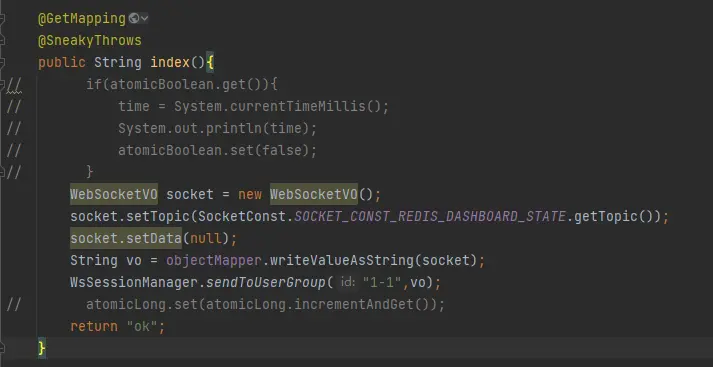 @GetMapping
@SneakyThrows
public String index(){
// if(atomicBoolean.get()){
// time = System.currentTimeMillis();
// System.out.println(time);
// atomicBoolean.set(false);
// }
WebSocketVO socket = new WebSocketVO();
socket.setTopic(SocketConst.SOCKET_CONST_REDIS_DASHBOARD_STATE.getTopic());
socket.setData(null);
String vo = objectMapper.writeValueAsString(socket);
WsSessionManager.sendToUserGroup( id: "1-1",vo);
// atomicLong.set(atomicLong.incrementAndGet());
return "ok";
}